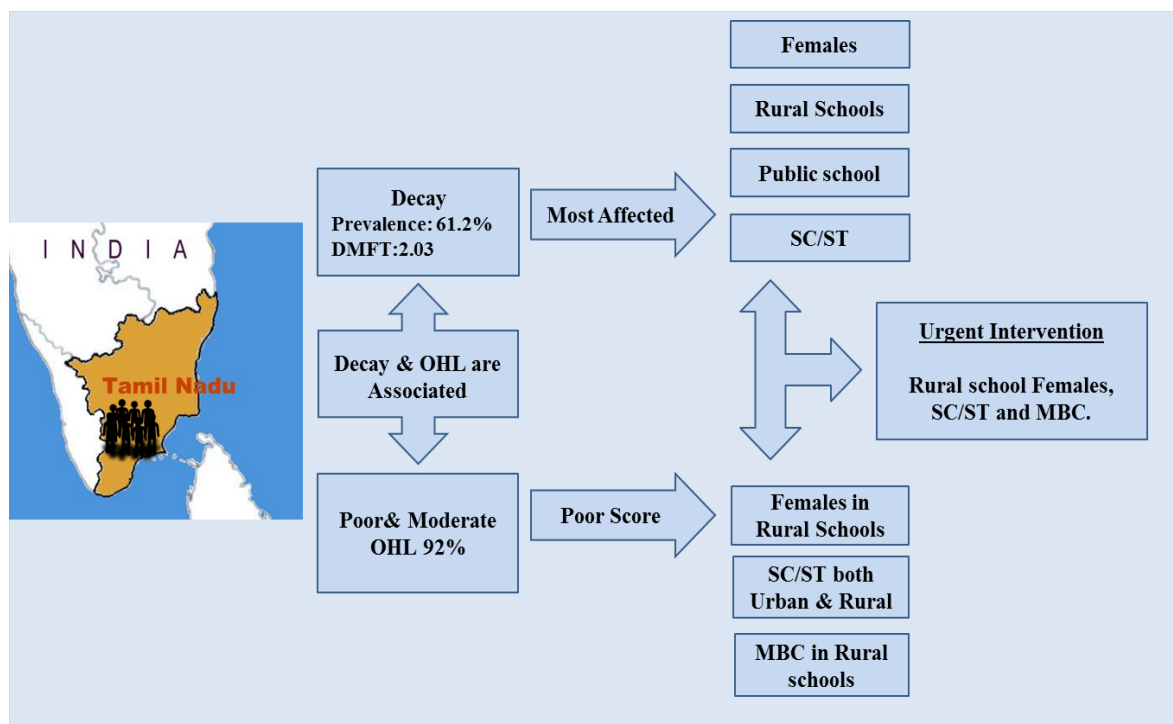 INDIA
Tamil Nadu
Decay
Prevalence: 61.2%
DMFT:2.03
Decay & OHL are
Associated
Poor& Moderate
OHL 92%
Most Affected
Poor Score
Females
Rural Schools
Public school
SC/ST
Females in
Rural Schools
SC/ST both
Urban & Rural
MBC in Rural
schools
Urgent Intervention
Rural school Females,
SC/ST and MBC.